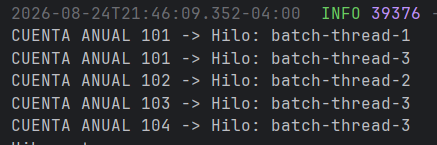 2026-08-24T21:46:09.352-04:00  INFO 39376 -
CUENTA ANUAL 101 -> Hilo: batch-thread-1
CUENTA ANUAL 101 -> Hilo: batch-thread-3
CUENTA ANUAL 102 -> Hilo: batch-thread-2
CUENTA ANUAL 103 -> Hilo: batch-thread-3
CUENTA ANUAL 104 -> Hilo: batch-thread-3